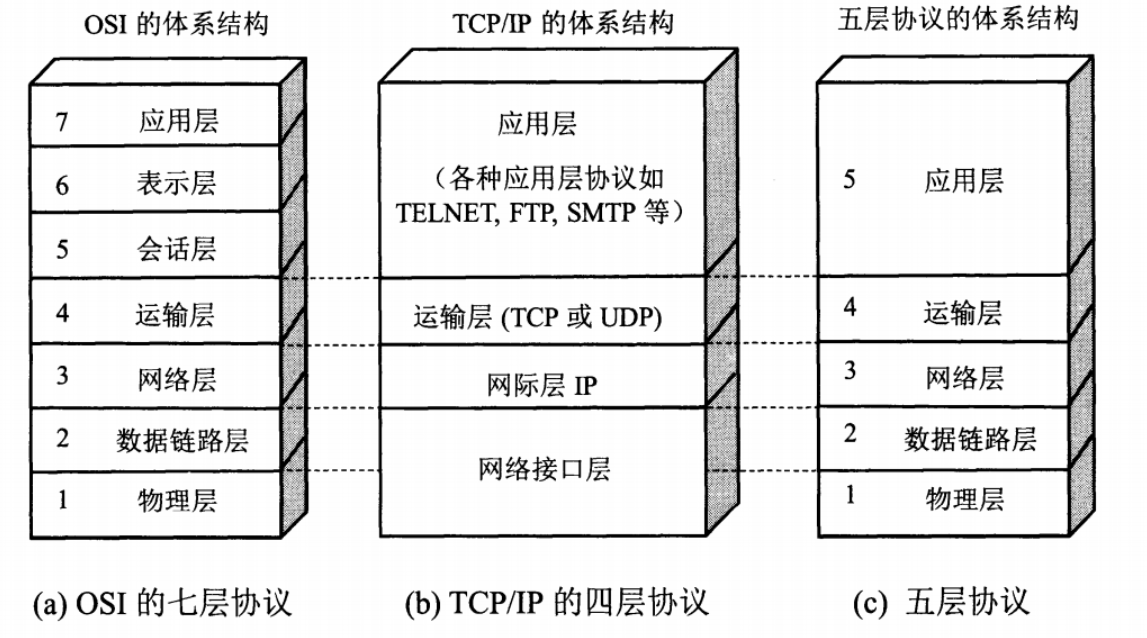 OSI 的体系结构
7 应用层
6 表示层
5 会话层
4 运输层
3 网络层
2 数据链路层
1 物理层
(a) OSI 的七层协议
TCP/IP 的体系结构
应用层
（各种应用层协议如
TELNET, FTP, SMTP 等）
运输层 (TCP 或 UDP)
网际层 IP
网络接口层
(b) TCP/IP 的四层协议
五层协议的体系结构
5 应用层
4 运输层
3 网络层
2 数据链路层
1 物理层
(c) 五层协议